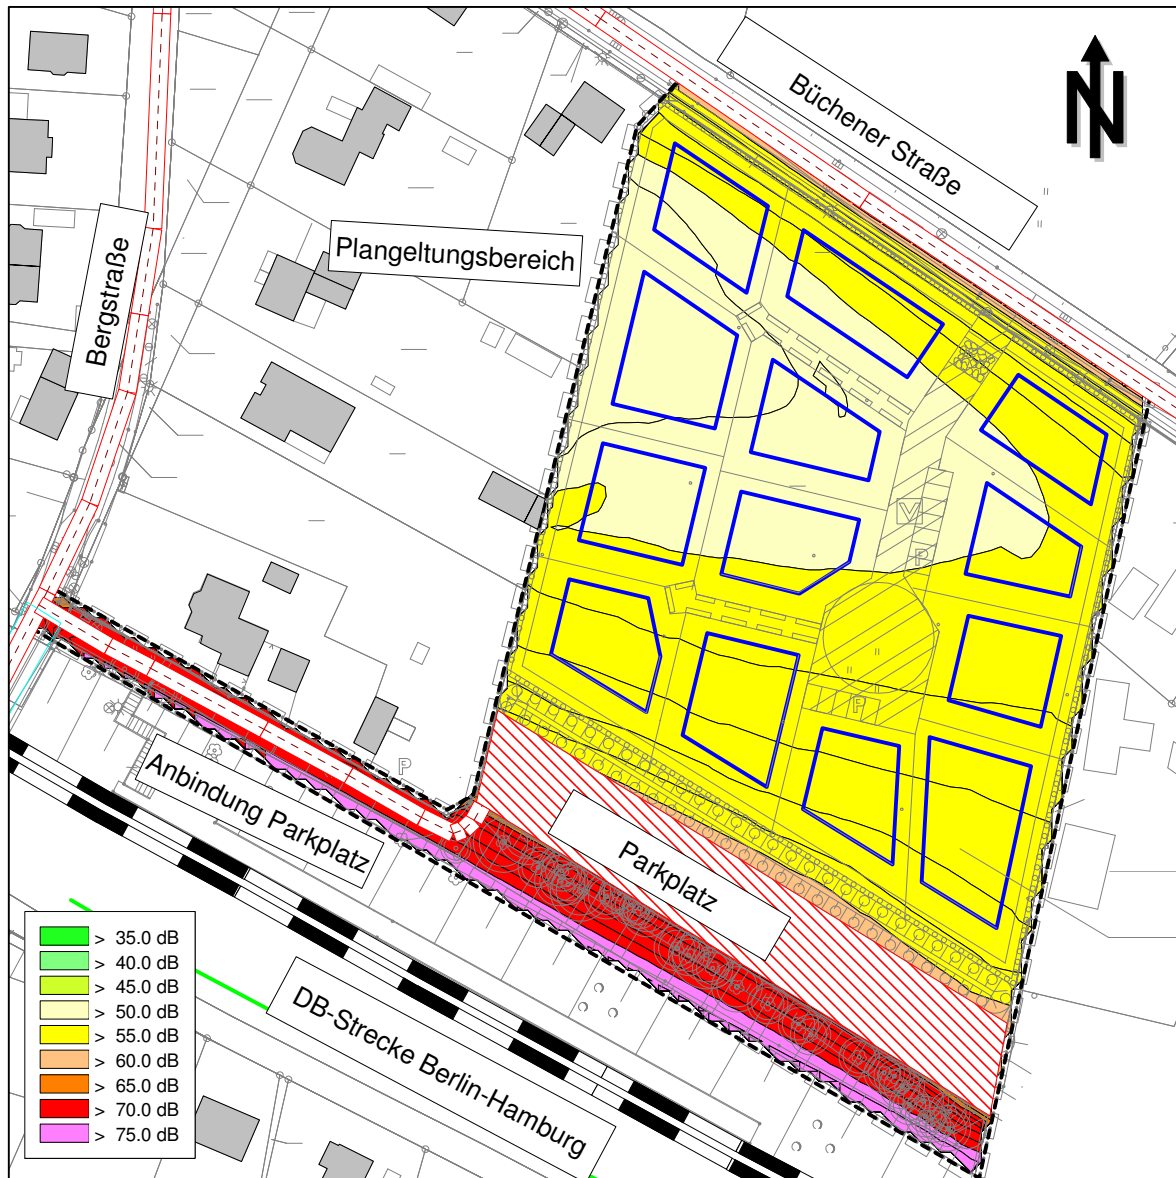 N
Büchener Straße
Plangeltungsbereich
Bergstraße
V
P
P
P
Anbindung Parkplatz
Parkplatz
DB-Strecke Berlin-Hamburg
> 35.0 dB
> 40.0 dB
> 45.0 dB
> 50.0 dB
> 55.0 dB
> 60.0 dB
> 65.0 dB
> 70.0 dB
> 75.0 dB